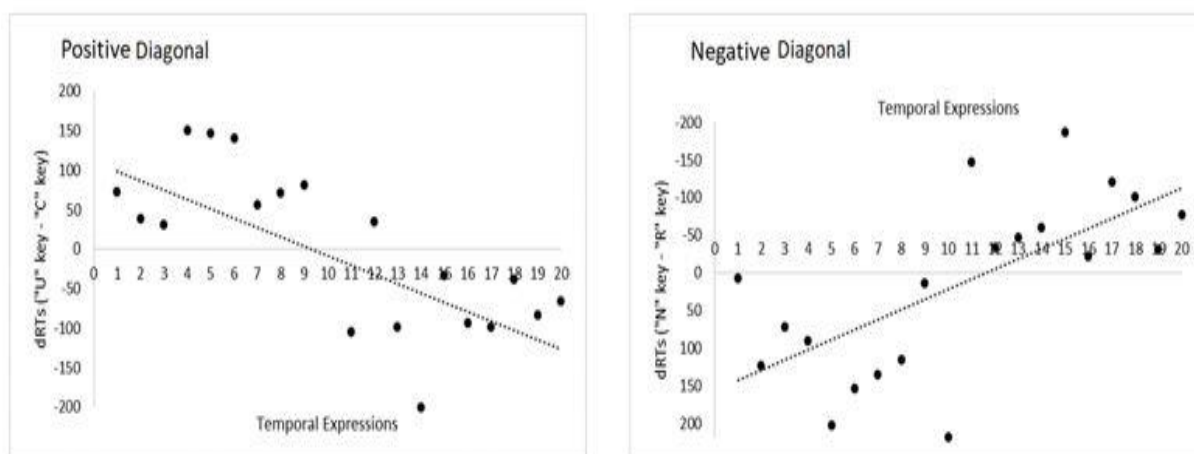 Positive Diagonal
200
150
100
50
0
-50
-100
-150
-200
0 1 2 3 4 5 6 7 8 9 10 11 12 13 14 15 16 17 18 19 20
dRTs ("U" key - "C" key)
Temporal Expressions
Negative Diagonal
Temporal Expressions
-200
-150
-100
-50
0
50
100
150
200
0 1 2 3 4 5 6 7 8 9 10 11 12 13 14 15 16 17 18 19 20
dRTs ("N" key - "R" key)